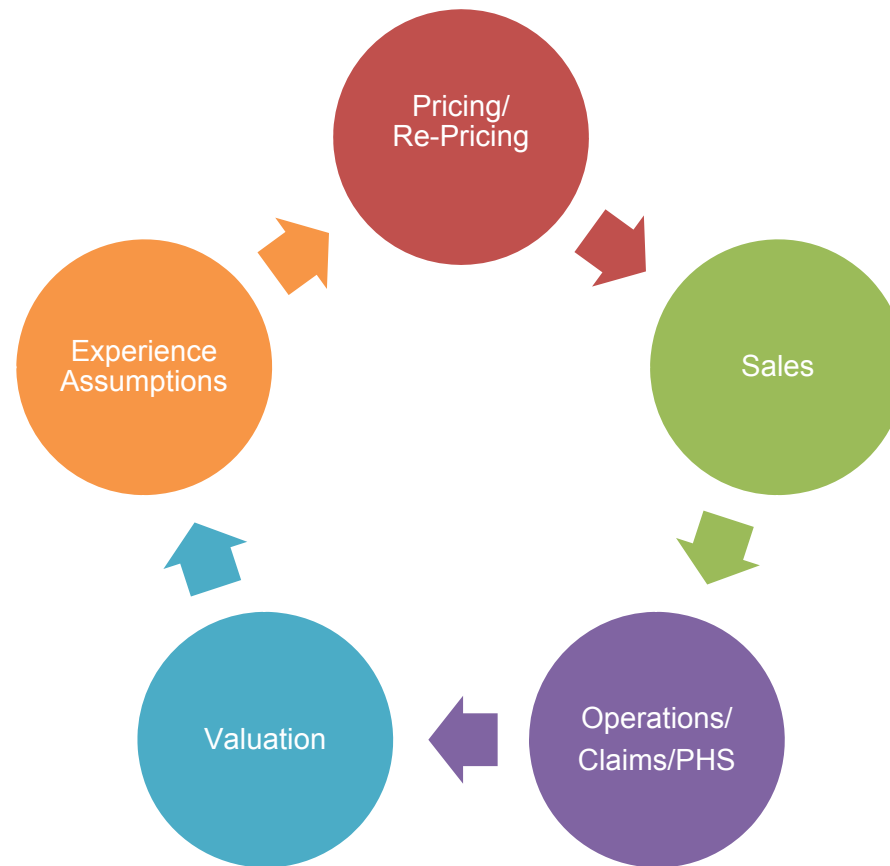 Pricing/
Re-Pricing
Sales
Operations/
Claims/PHS
Valuation
Experience
Assumptions